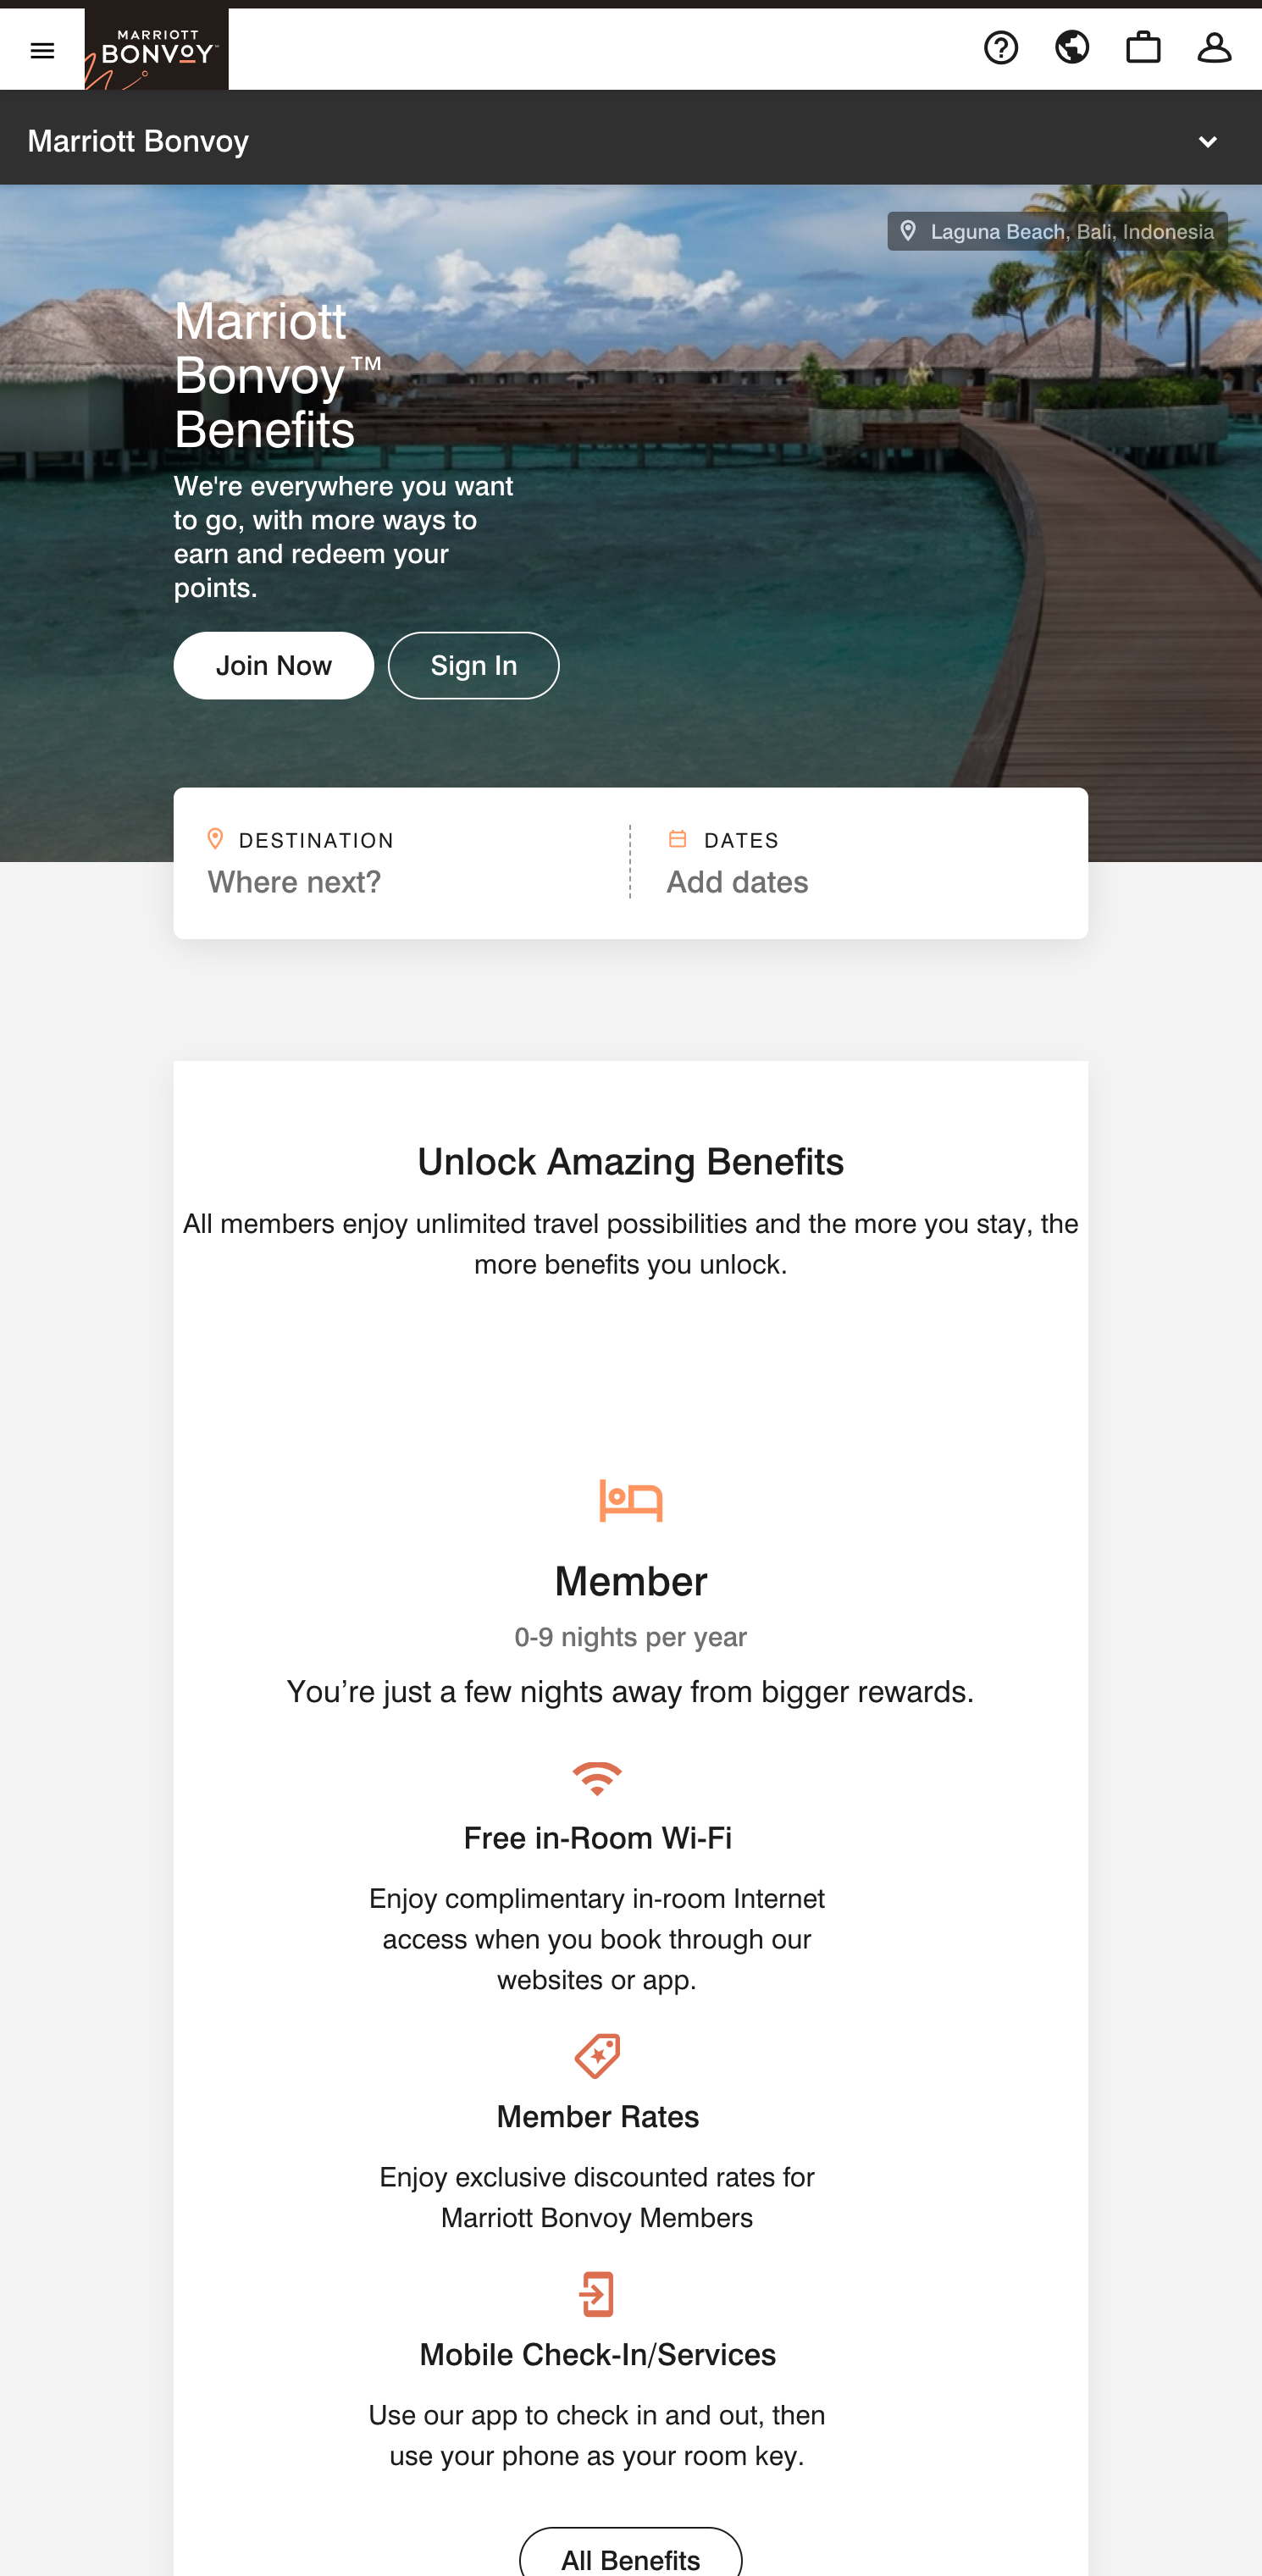 MARRIOTT
BONVOY™
Marriott Bonvoy
Laguna Beach, Bali, Indonesia
Marriott
Bonvoy™
Benefits
We're everywhere you want
to go, with more ways to
earn and redeem your
points.
Join Now
Sign In
DESTINATION
Where next?
DATES
Add dates
Unlock Amazing Benefits
All members enjoy unlimited travel possibilities and the more you stay, the
more benefits you unlock.
Member
0-9 nights per year
You’re just a few nights away from bigger rewards.
Free in-Room Wi-Fi
Enjoy complimentary in-room Internet
access when you book through our
websites or app.
Member Rates
Enjoy exclusive discounted rates for
Marriott Bonvoy Members
Mobile Check-In/Services
Use our app to check in and out, then
use your phone as your room key.
All Benefits